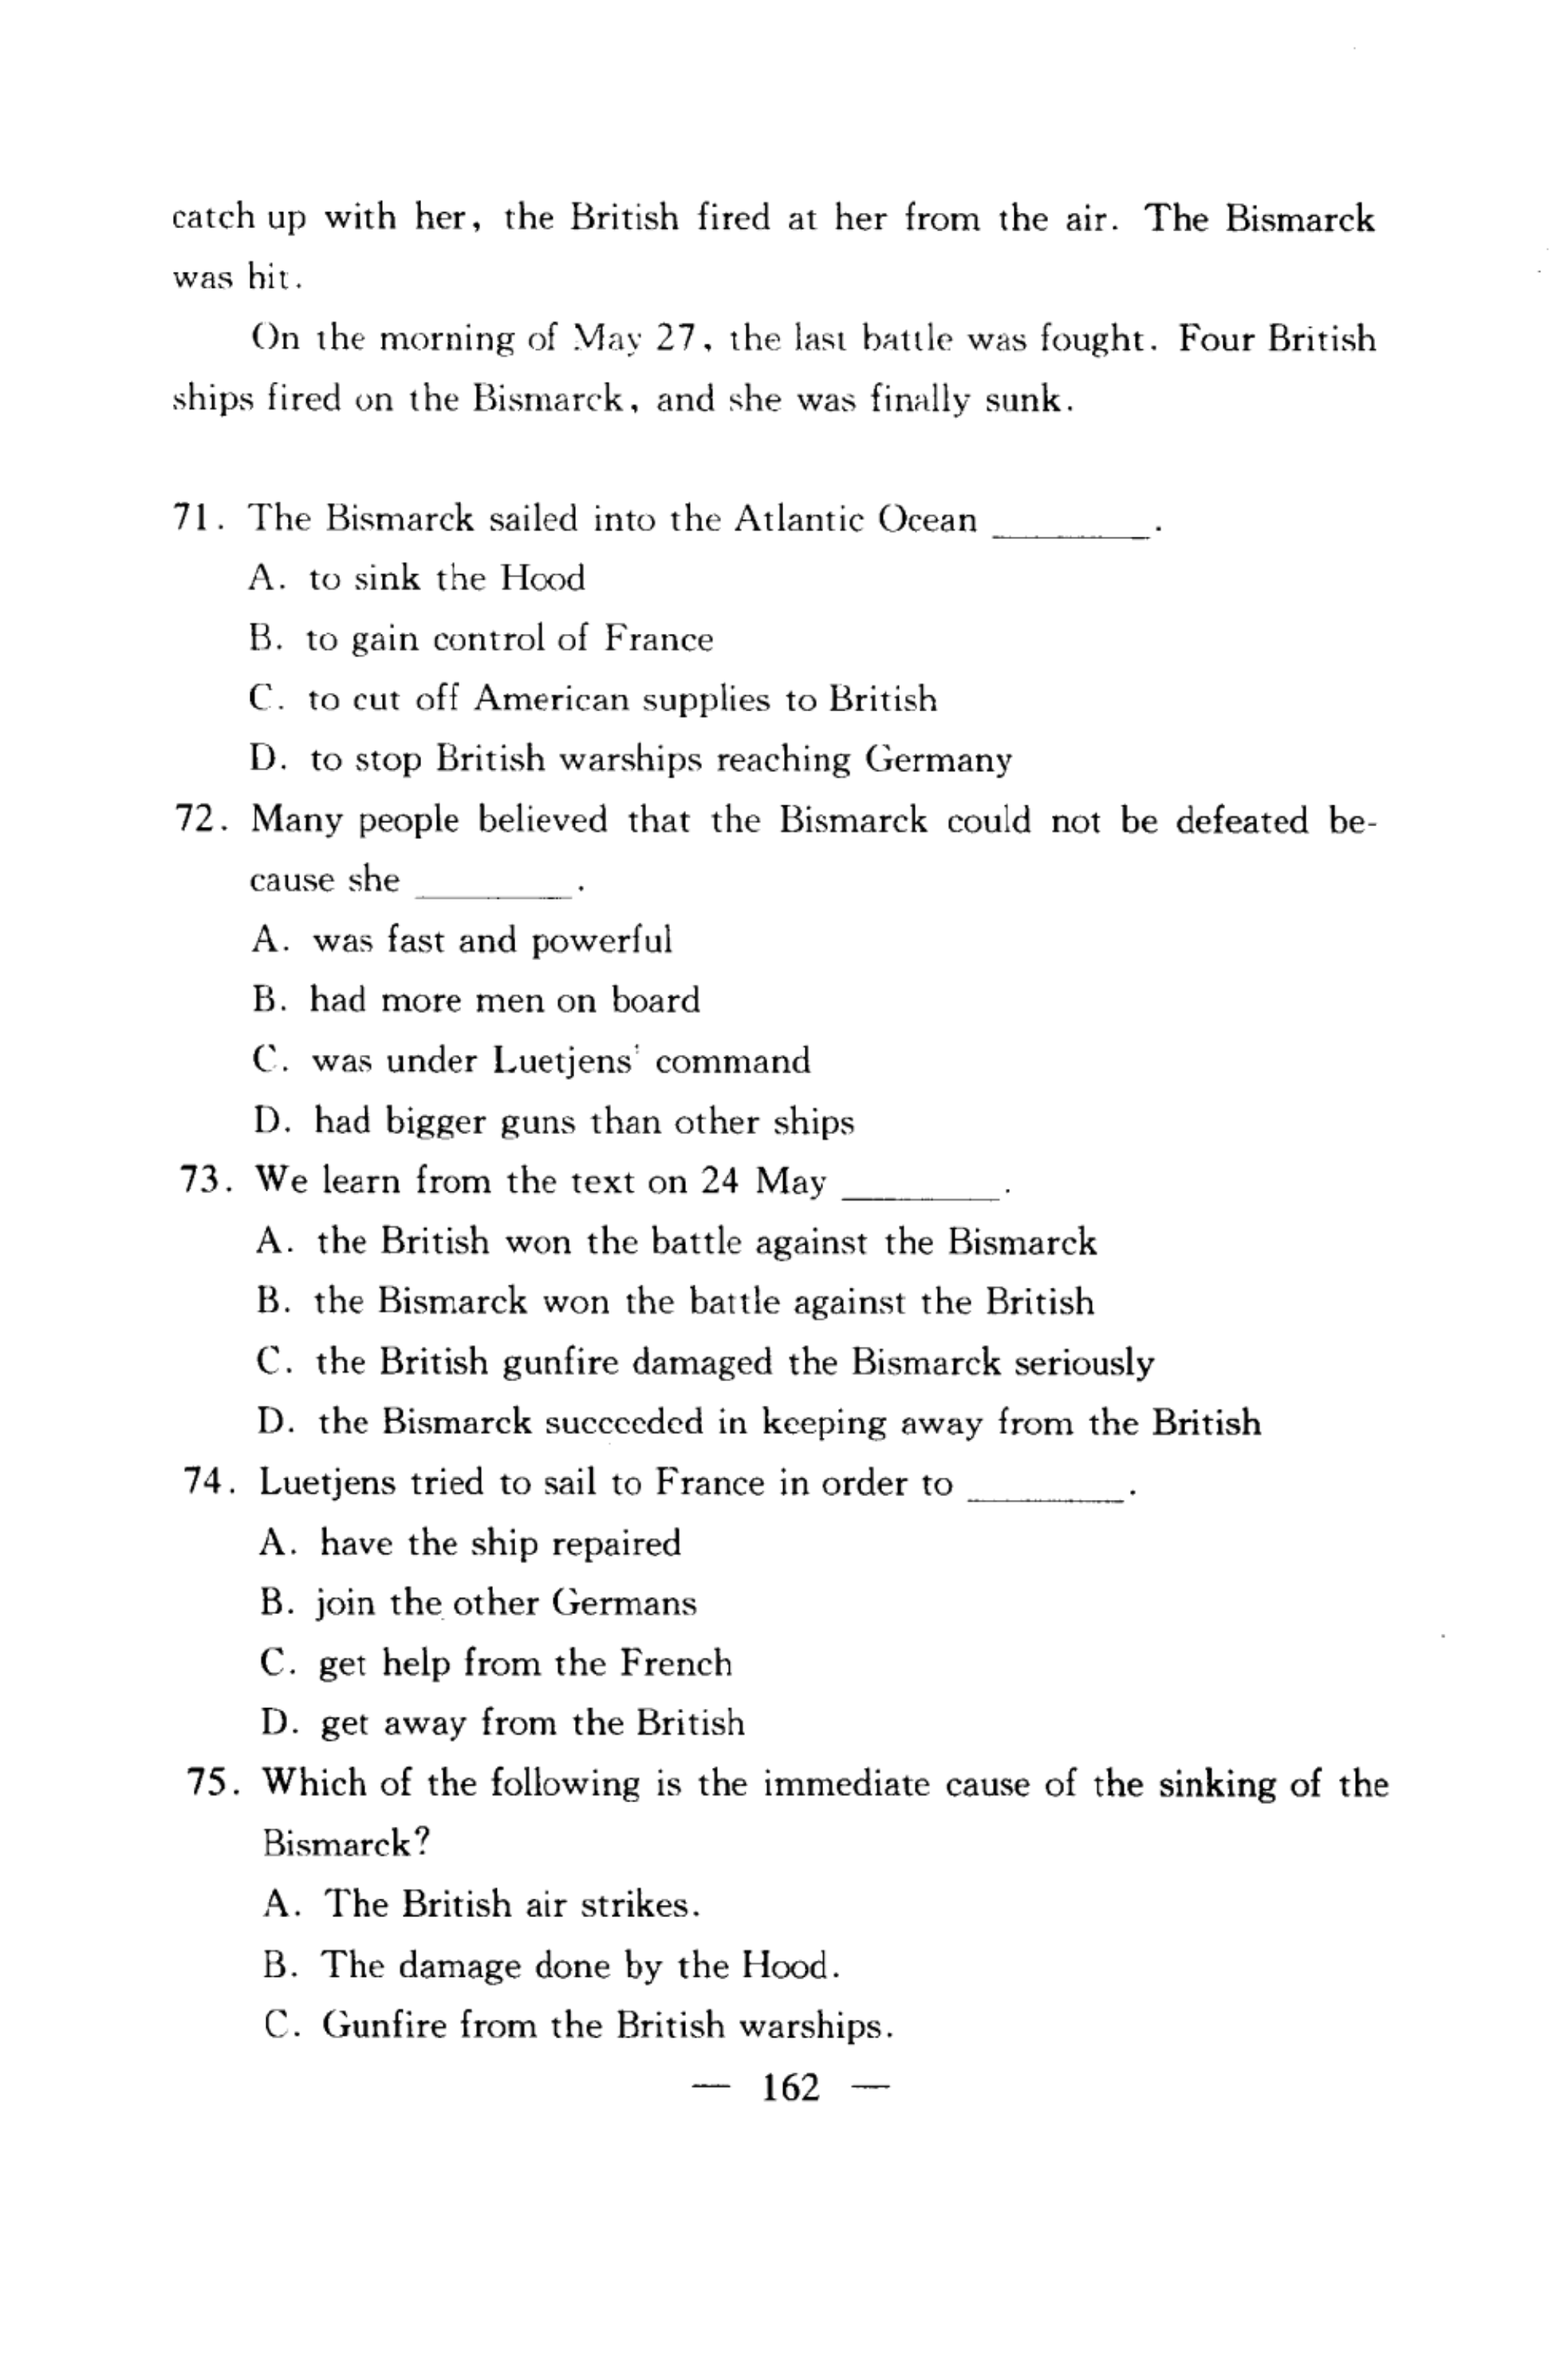 catch up with her, the British fired at her from the air. The Bismarck
was hit.
On the morning of May 27, the last battle was fought. Four British
ships fired on the Bismarck, and she was finally sunk.
71. The Bismarck sailed into the Atlantic Ocean ________.
A. to sink the Hood
B. to gain control of France
C. to cut off American supplies to British
D. to stop British warships reaching Germany
72. Many people believed that the Bismarck could not be defeated be-
cause she ________.
A. was fast and powerful
B. had more men on board
C. was under Luetjens' command
D. had bigger guns than other ships
73. We learn from the text on 24 May ________.
A. the British won the battle against the Bismarck
B. the Bismarck won the battle against the British
C. the British gunfire damaged the Bismarck seriously
D. the Bismarck succeeded in keeping away from the British
74. Luetjens tried to sail to France in order to ________.
A. have the ship repaired
B. join the other Germans
C. get help from the French
D. get away from the British
75. Which of the following is the immediate cause of the sinking of the
Bismarck?
A. The British air strikes.
B. The damage done by the Hood.
C. Gunfire from the British warships.
— 162 —